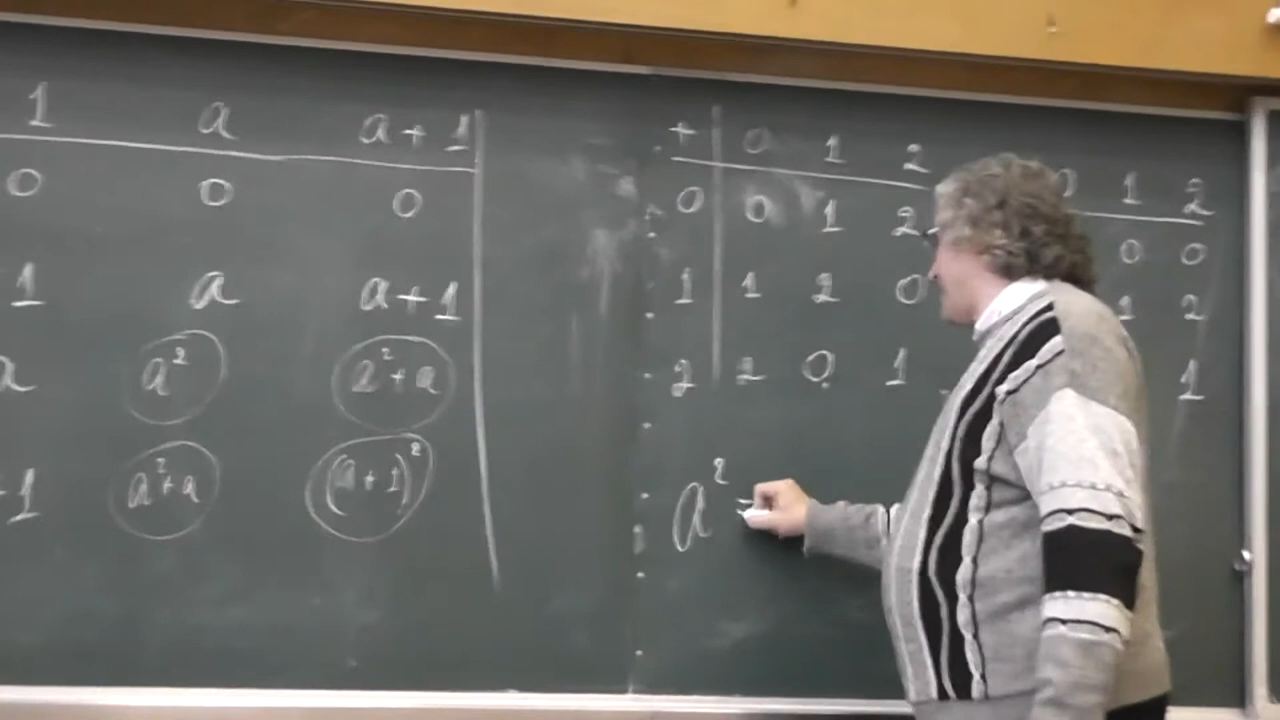 1 a a+1
0 0 0
1 a a+1
a a² a²+a
+1 a²+a (a+1)²
+ 0 1 2
0 0 1 2
1 1 2 0
2 2 0 1
0 1 2
0 0
1 2
1
a² =